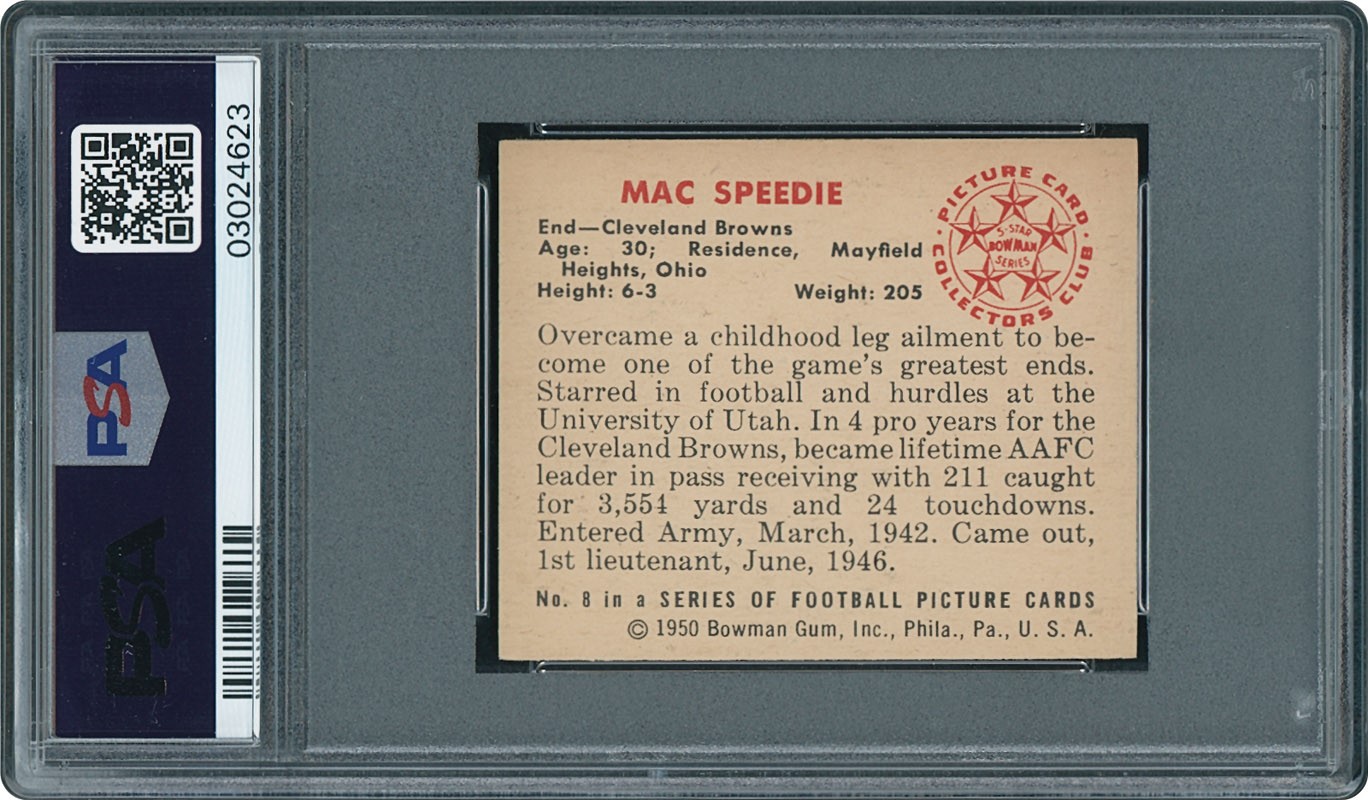 03024623
PSA
PSA
MAC SPEEDIE
End—Cleveland Browns
Age: 30; Residence, Mayfield
Heights, Ohio
Height: 6-3 Weight: 205
PICTURE CARD
COLLECTORS CLUB
5-STAR
BOWMAN
SERIES
Overcame a childhood leg ailment to be-
come one of the game's greatest ends.
Starred in football and hurdles at the
University of Utah. In 4 pro years for the
Cleveland Browns, became lifetime AAFC
leader in pass receiving with 211 caught
for 3,554 yards and 24 touchdowns.
Entered Army, March, 1942. Came out,
1st lieutenant, June, 1946.
No. 8 in a SERIES OF FOOTBALL PICTURE CARDS
© 1950 Bowman Gum, Inc., Phila., Pa., U. S. A.